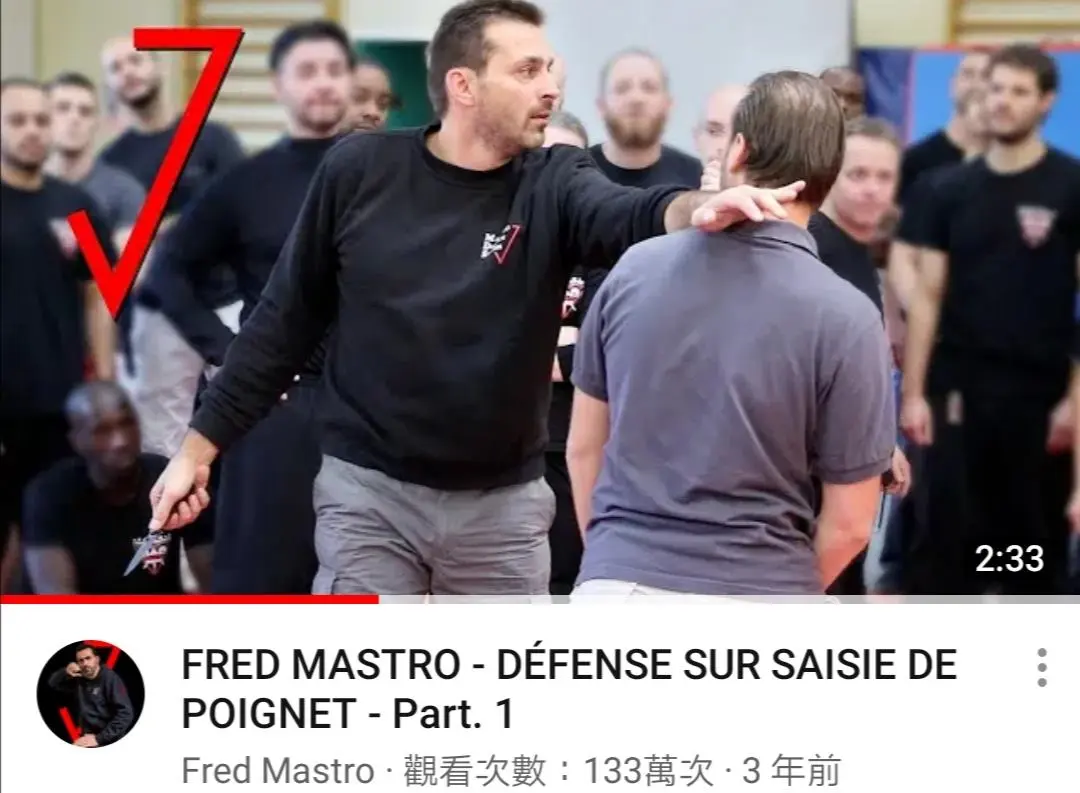 2:33
FRED MASTRO - DÉFENSE SUR SAISIE DE
POIGNET - Part. 1
Fred Mastro · 觀看次數：133萬次 · 3 年前